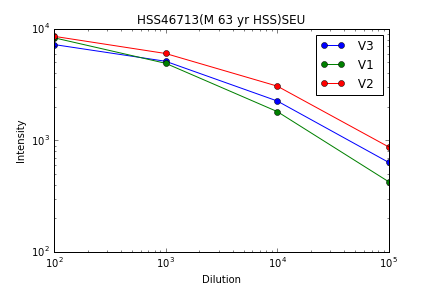 HSS46713(M 63 yr HSS)SEU
10^4
10^3
10^2
Intensity
V3
V1
V2
10^2
10^3
10^4
10^5
Dilution